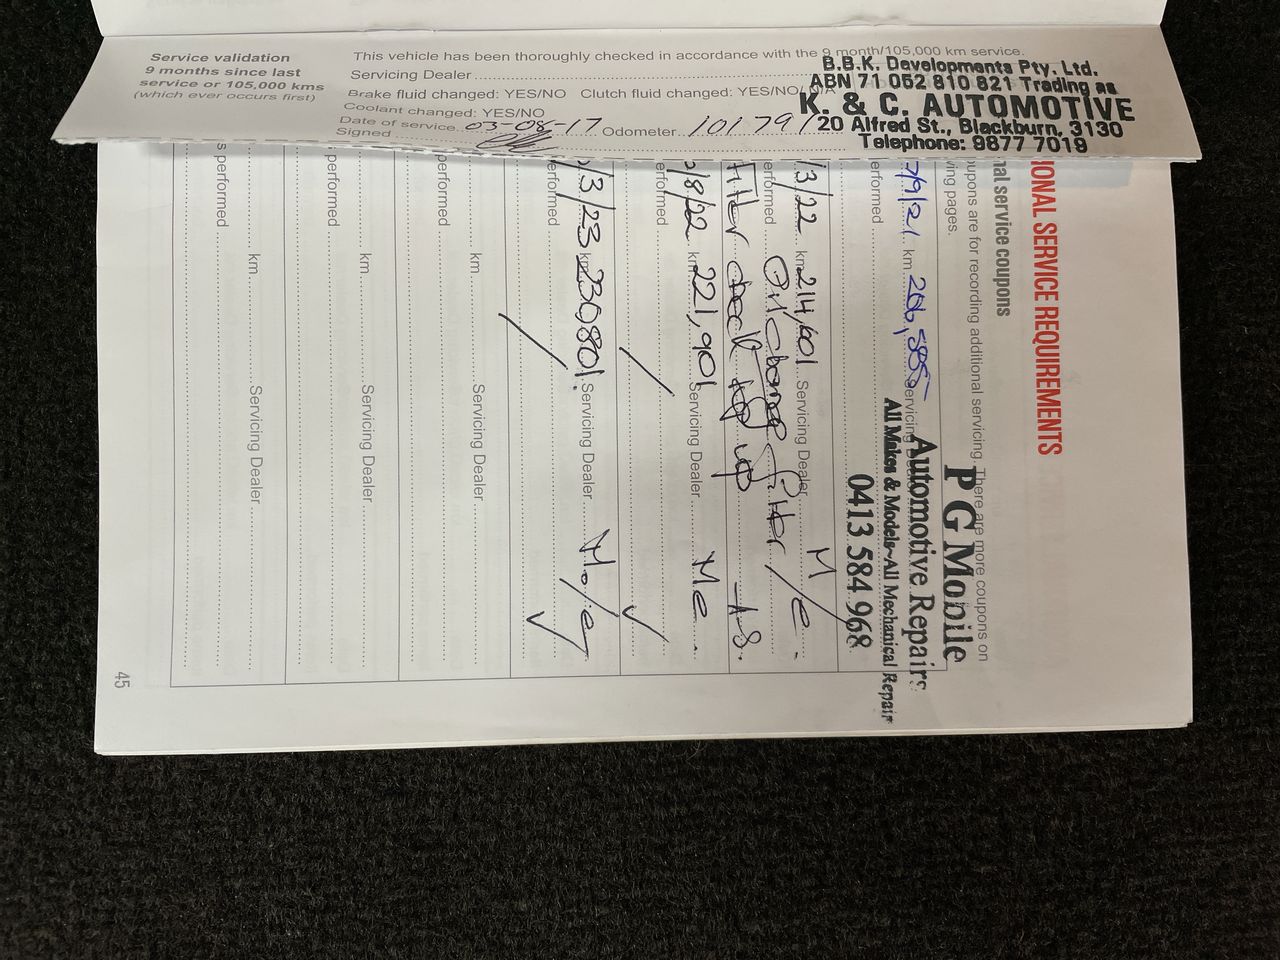 Service validation
9 months since last
service or 105,000 kms
(which ever occurs first)
This vehicle has been thoroughly checked in accordance with the 9 month/105,000 km service.
Servicing Dealer
Brake fluid changed: YES/NO Clutch fluid changed: YES/NO/N/A
Coolant changed: YES/NO
Date of service 03-08-17 Odometer 101791
Signed
B.B.K. Developments Pty. Ltd.
ABN 71 052 810 821 Trading as
K. & C. AUTOMOTIVE
20 Alfred St., Blackburn, 3130
Telephone: 9877 7019
IONAL SERVICE REQUIREMENTS
nal service coupons
oupons are for recording additional servicing. There are more coupons on
ving pages.
P G Mobile
Automotive Repairs
All Makes & Models~All Mechanical Repair
0413 584 968
/9/21 km Servicing
erformed
/3/22 km 214,601 Servicing Dealer M
erformed Oil change filter
Filter check top up
/8/22 km 221,901 Servicing Dealer Me
erformed
/3/23 km 230801 Servicing Dealer
erformed
km Servicing Dealer
performed
km Servicing Dealer
performed
km Servicing Dealer
s performed
45